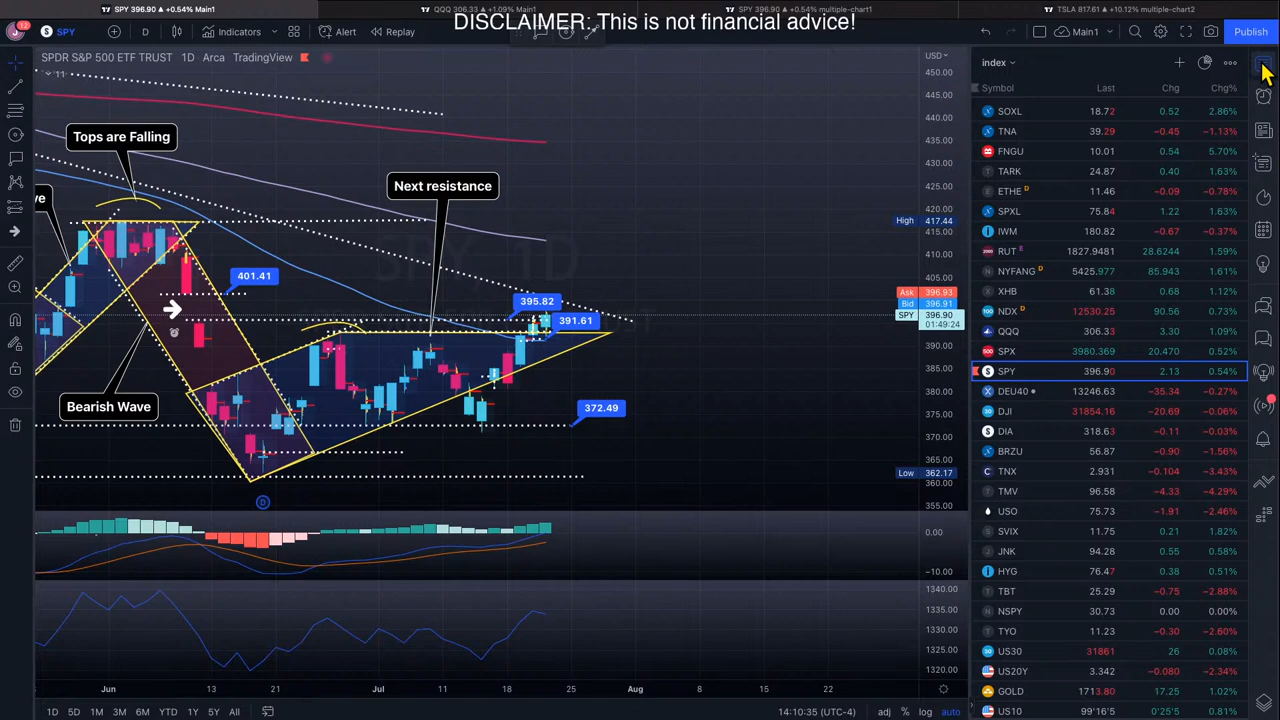 SPY 396.90 ▲ +0.54% Main1
QQQ 306.33 ▲ +1.09% Main1
SPY 396.90 ▲ +0.54% multiple-chart1
TSLA 817.61 ▲ +10.12% multiple-chart2
DISCLAIMER: This is not financial advice!
J 12 SPY D Indicators Alert Replay Main1 Publish
SPDR S&P 500 ETF TRUST 1D Arca TradingView
11
USD
450.00
445.00
440.00
435.00
430.00
425.00
420.00
High 417.44
415.00
410.00
405.00
Ask 396.93
Bid 396.91
SPY 396.90
01:49:24
390.00
385.00
380.00
375.00
370.00
365.00
Low 362.17
360.00
355.00
0.00
−10.00
1340.00
1335.00
1330.00
1325.00
1320.00
Tops are Falling
Next resistance
401.41
395.82
391.61
372.49
Bearish Wave
D
Jun 13 21 Jul 11 18 25 Aug 8 15 22
1D 5D 1M 3M 6M YTD 1Y 5Y All
14:10:35 (UTC-4) adj % log auto
index
Symbol Last Chg Chg%
SOXL 18.72 0.52 2.86%
TNA 39.29 −0.45 −1.13%
FNGU 10.01 0.54 5.70%
TARK 24.87 0.40 1.63%
ETHE D 11.46 −0.09 −0.78%
SPXL 75.84 1.22 1.63%
IWM 180.82 −0.67 −0.37%
RUT E 1827.9481 28.6244 1.59%
NYFANG D 5425.977 85.943 1.61%
XHB 61.38 0.42 0.68%
NDX D 12530.25 90.56 0.73%
QQQ 306.33 3.30 1.09%
SPX 3980.369 20.470 0.52%
SPY 396.90 2.13 0.54%
DEU40 13246.63 −35.34 −0.27%
DJI 31854.16 −20.69 −0.06%
DIA 318.63 −0.11 −0.03%
BRZU 56.87 −0.90 −1.56%
TNX 2.931 −0.104 −3.43%
TMV 96.58 −4.33 −4.29%
USO 75.73 −1.91 −2.46%
SVIX 11.75 0.21 1.82%
JNK 94.28 0.55 0.58%
HYG 76.47 0.38 0.51%
TBT 25.29 −0.75 −2.88%
NSPY 30.73 0.00 0.00%
TYO 11.23 −0.30 −2.60%
US30 31861 26 0.08%
US20Y 3.342 −0.080 −2.34%
GOLD 1713.80 17.25 1.02%
US10 99'16'5 0'25'5 0.81%